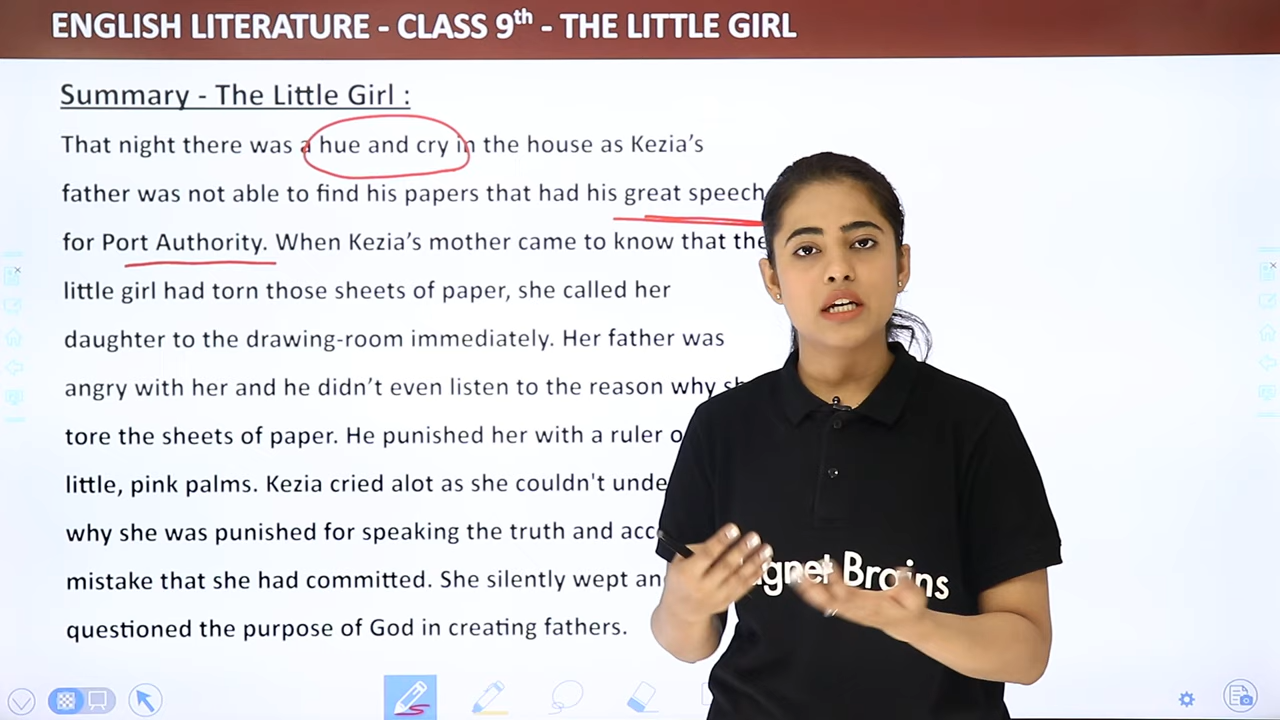 ENGLISH LITERATURE - CLASS 9th - THE LITTLE GIRL
Summary - The Little Girl :
That night there was a hue and cry in the house as Kezia's
father was not able to find his papers that had his great speech
for Port Authority. When Kezia's mother came to know that the
little girl had torn those sheets of paper, she called her
daughter to the drawing-room immediately. Her father was
angry with her and he didn't even listen to the reason why
tore the sheets of paper. He punished her with a ruler
little, pink palms. Kezia cried alot as she couldn't
why she was punished for speaking the truth and
mistake that she had committed. She silently wept
questioned the purpose of God in creating fathers.
Brains